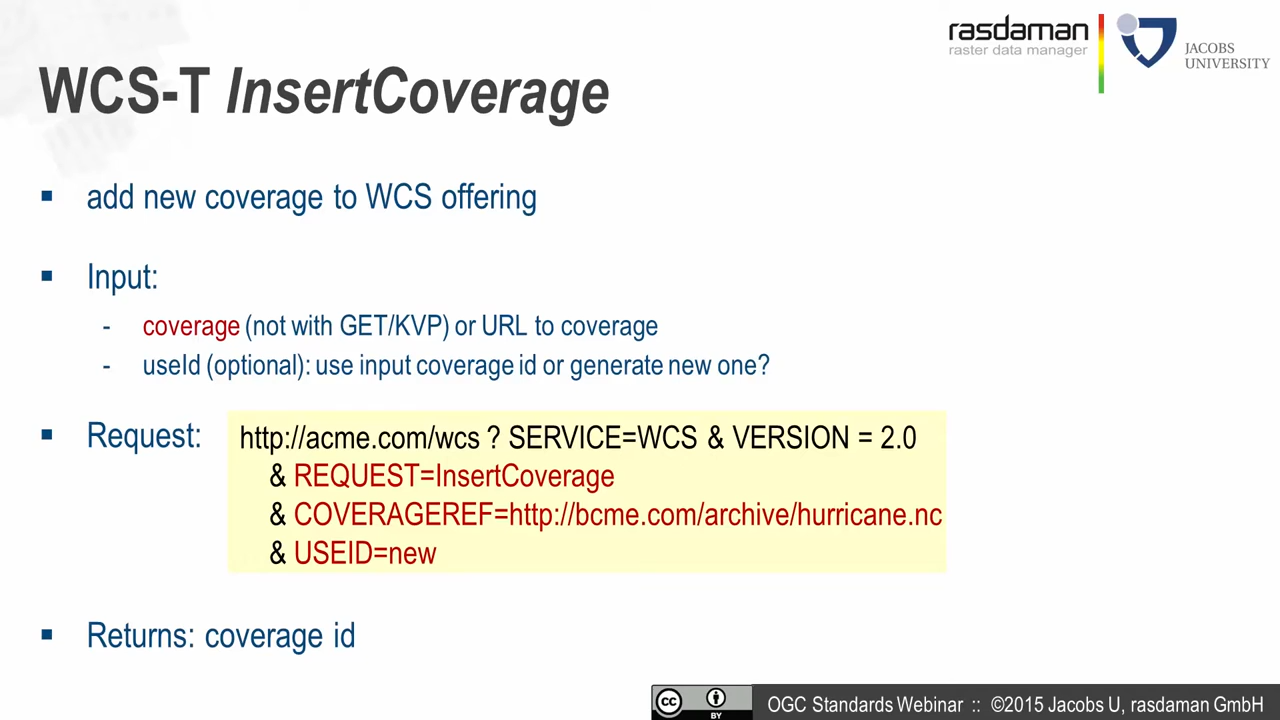 rasdaman
raster data manager
JACOBS
UNIVERSITY
WCS-T InsertCoverage
▪ add new coverage to WCS offering
▪ Input:
- coverage (not with GET/KVP) or URL to coverage
- useId (optional): use input coverage id or generate new one?
▪ Request: http://acme.com/wcs ? SERVICE=WCS & VERSION = 2.0
& REQUEST=InsertCoverage
& COVERAGEREF=http://bcme.com/archive/hurricane.nc
& USEID=new
▪ Returns: coverage id
cc BY
OGC Standards Webinar :: ©2015 Jacobs U, rasdaman GmbH